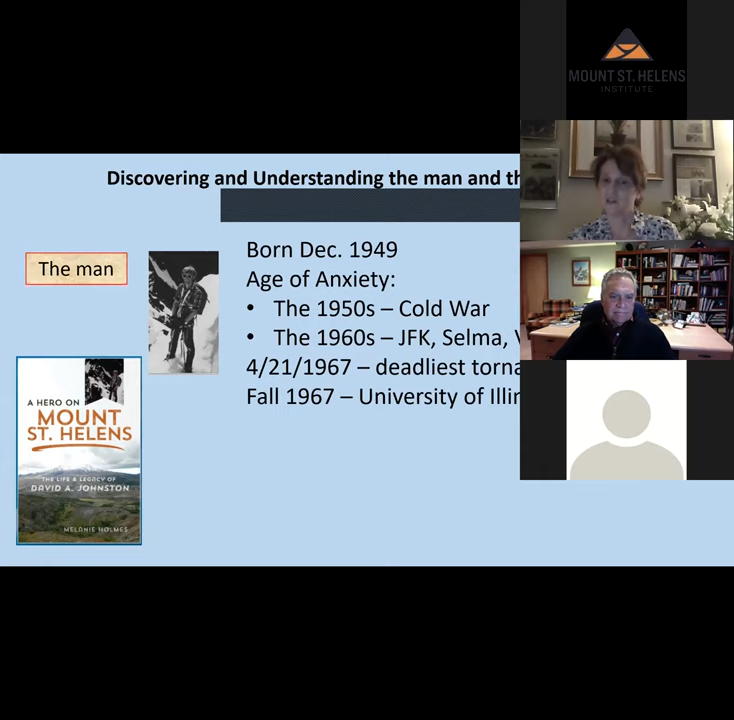 MOUNT ST. HELENS
INSTITUTE
Discovering and Understanding the man and th
The man
Born Dec. 1949
Age of Anxiety:
• The 1950s – Cold War
• The 1960s – JFK, Selma, V
4/21/1967 – deadliest torna
Fall 1967 – University of Illin
A HERO ON
MOUNT
ST. HELENS
THE LIFE & LEGACY OF
DAVID A. JOHNSTON
MELANIE HOLMES